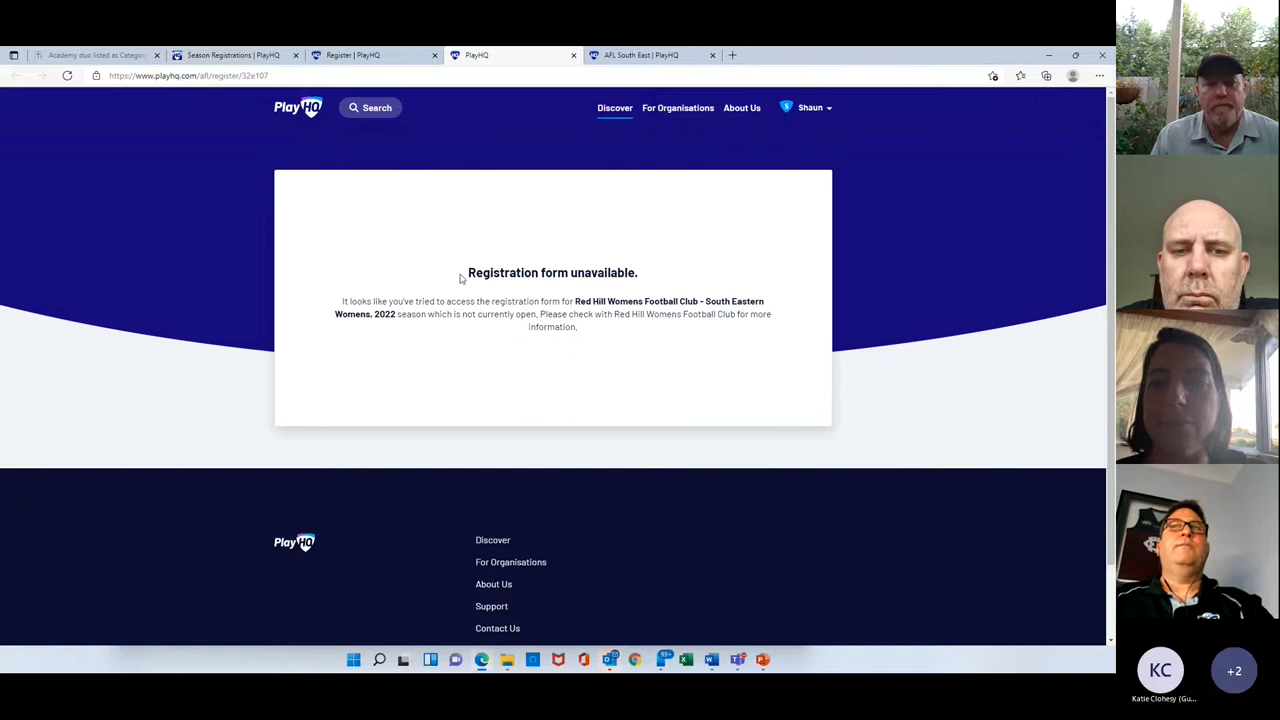 Academy duo listed as Categor
Season Registrations | PlayHQ
Register | PlayHQ
PlayHQ
AFL South East | PlayHQ
https://www.playhq.com/afl/register/32e107
PlayHQ
Search
Discover
For Organisations
About Us
S
Shaun
Registration form unavailable.
It looks like you've tried to access the registration form for Red Hill Womens Football Club - South Eastern
Womens, 2022 season which is not currently open. Please check with Red Hill Womens Football Club for more
information.
PlayHQ
Discover
For Organisations
About Us
Support
Contact Us
99+
KC
+2
Katie Clohesy (Gu...